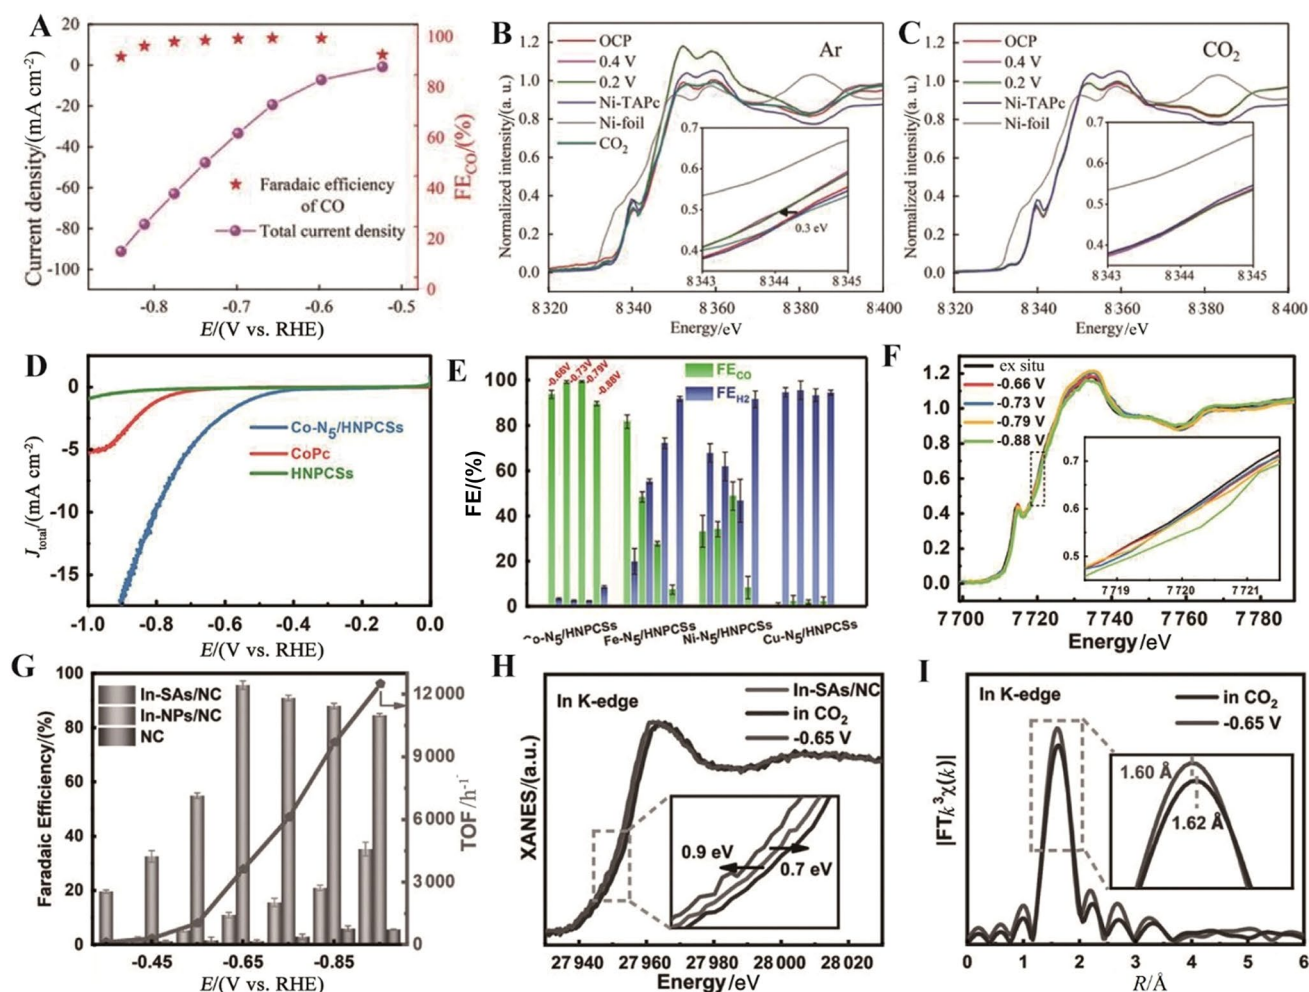 A
20
0
-20
-40
-60
-80
-100
Current density/(mA cm⁻²)
Faradaic efficiency
of CO
Total current density
100
80
60
40
20
0
FE_CO/(%)
-0.8
-0.7
-0.6
-0.5
E/(V vs. RHE)
B
OCP
0.4 V
0.2 V
Ni-TAPc
Ni-foil
CO₂
Ar
Normalized intensity/(a. u.)
1.2
1.0
0.8
0.6
0.4
0.2
0.0
0.7
0.6
0.5
0.4
0.3 eV
8 343
8 344
8 345
8 320
8 340
8 360
8 380
8 400
Energy/eV
C
OCP
0.4 V
0.2 V
Ni-TAPc
Ni-foil
CO₂
Normalized intensity/(a. u.)
1.2
1.0
0.8
0.6
0.4
0.2
0.0
0.7
0.6
0.5
0.4
8 343
8 344
8 345
8 320
8 340
8 360
8 380
8 400
Energy/eV
D
0
-5
-10
-15
J_total/(mA cm⁻²)
Co-N₅/HNPCSs
CoPc
HNPCSs
-1.0
-0.8
-0.6
-0.4
-0.2
0.0
E/(V vs. RHE)
E
100
80
60
40
20
0
FE/(%)
-0.66V
-0.73V
-0.79V
-0.88V
FE_CO
FE_H2
o-N₅/HNPCSs
Fe-N₅/HNPCSs
Ni-N₅/HNPCSs
Cu-N₅/HNPCSs
F
ex situ
-0.66 V
-0.73 V
-0.79 V
-0.88 V
1.2
1.0
0.8
0.6
0.4
0.2
0.0
0.7
0.6
0.5
7 719
7 720
7 721
7 700
7 720
7 740
7 760
7 780
Energy/eV
G
100
80
60
40
20
0
Faradaic Efficiency/(%)
In-SAs/NC
In-NPs/NC
NC
12 000
9 000
6 000
3 000
0
TOF/h⁻¹
-0.45
-0.65
-0.85
E/(V vs. RHE)
H
In K-edge
In-SAs/NC
in CO₂
-0.65 V
XANES/(a.u.)
0.9 eV
0.7 eV
27 940
27 960
27 980
28 000
28 020
Energy/eV
I
In K-edge
in CO₂
-0.65 V
|FTk³χ(k)|
1.60 Å
1.62 Å
0
1
2
3
4
5
6
R/Å